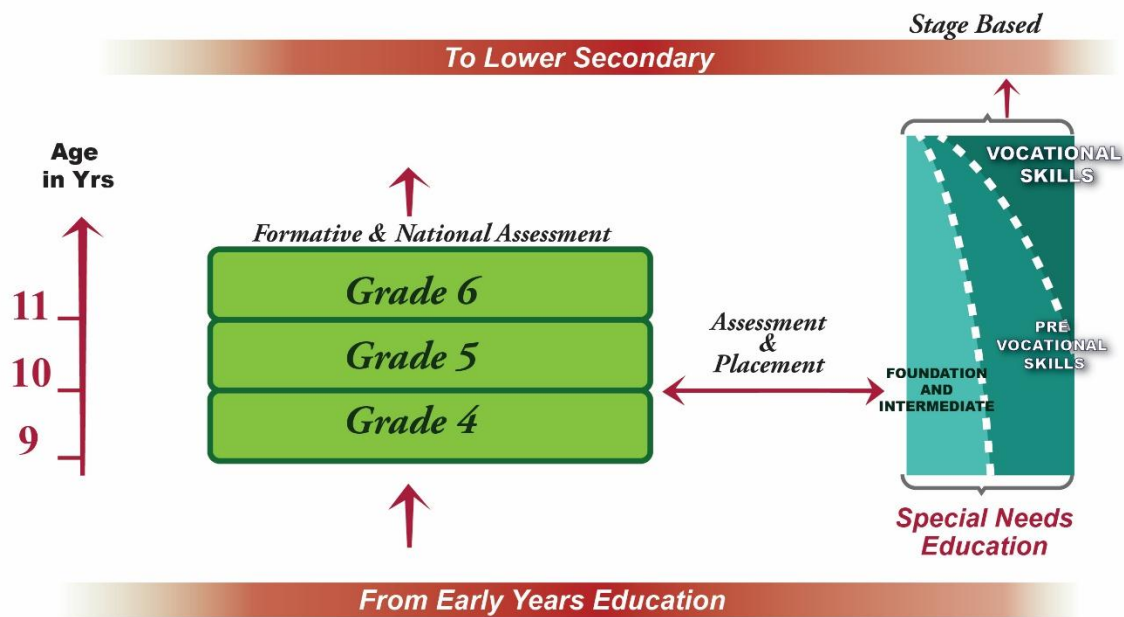 Stage Based
To Lower Secondary
Age
in Yrs
VOCATIONAL
SKILLS
Formative & National Assessment
Grade 6
11
Grade 5
10
Grade 4
9
Assessment
&
Placement
PRE
VOCATIONAL
SKILLS
FOUNDATION
AND
INTERMEDIATE
Special Needs
Education
From Early Years Education